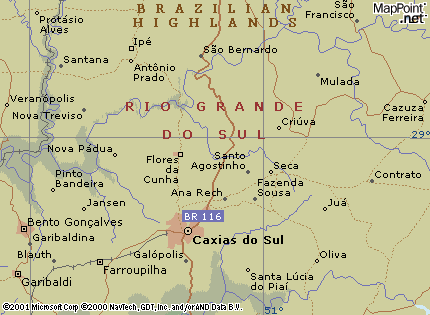 Protásio
Alves
BRAZILIAN
HIGHLANDS
São
Francisco
MapPoint
.net
Ipé
São Bernardo
Santana
Antônio
Prado
Mulada
Veranópolis
Nova Treviso
RIO GRANDE
DO SUL
Cazuza
Ferreira
Criúva
29°
Nova Pádua
Flores
da
Cunha
Santo
Agostinho
Seca
Pinto
Bandeira
Ana Rech
Fazenda
Sousa
Contrato
Jansen
Juá
BR 116
Bento Gonçalves
Garibaldina
Caxias do Sul
Blauth
Galópolis
Farroupilha
Oliva
Garibaldi
Santa Lúcia
do Piaí
©2001 Microsoft Corp ©2000 NavTech, GDT, Inc. and/or AND Data B.V.
51°